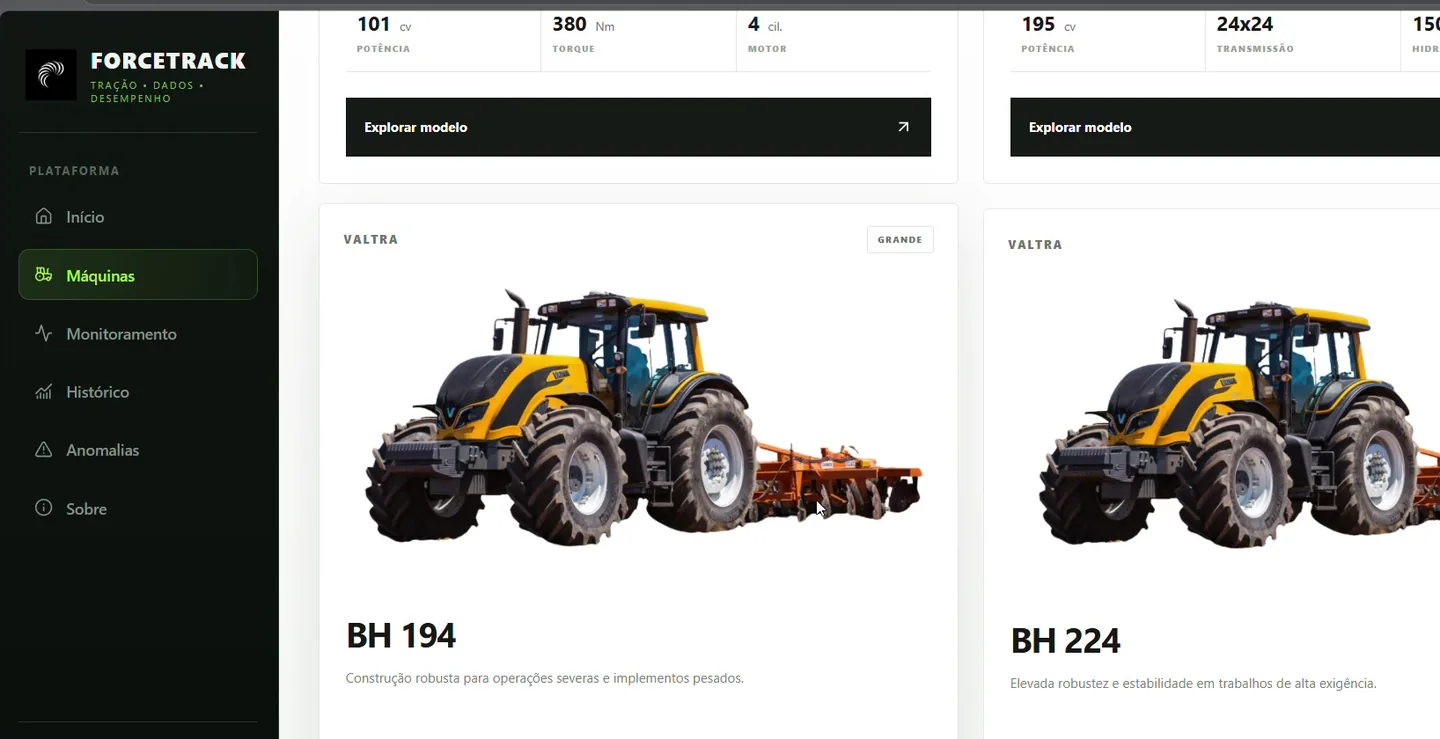 FORCETRACK
TRAÇÃO • DADOS •
DESEMPENHO
PLATAFORMA
Início
Máquinas
Monitoramento
Histórico
Anomalias
Sobre
101 cv
POTÊNCIA
380 Nm
TORQUE
4 cil.
MOTOR
Explorar modelo
195 cv
POTÊNCIA
24x24
TRANSMISSÃO
Explorar modelo
VALTRA
GRANDE
BH 194
Construção robusta para operações severas e implementos pesados.
VALTRA
BH 224
Elevada robustez e estabilidade em trabalhos de alta exigência.